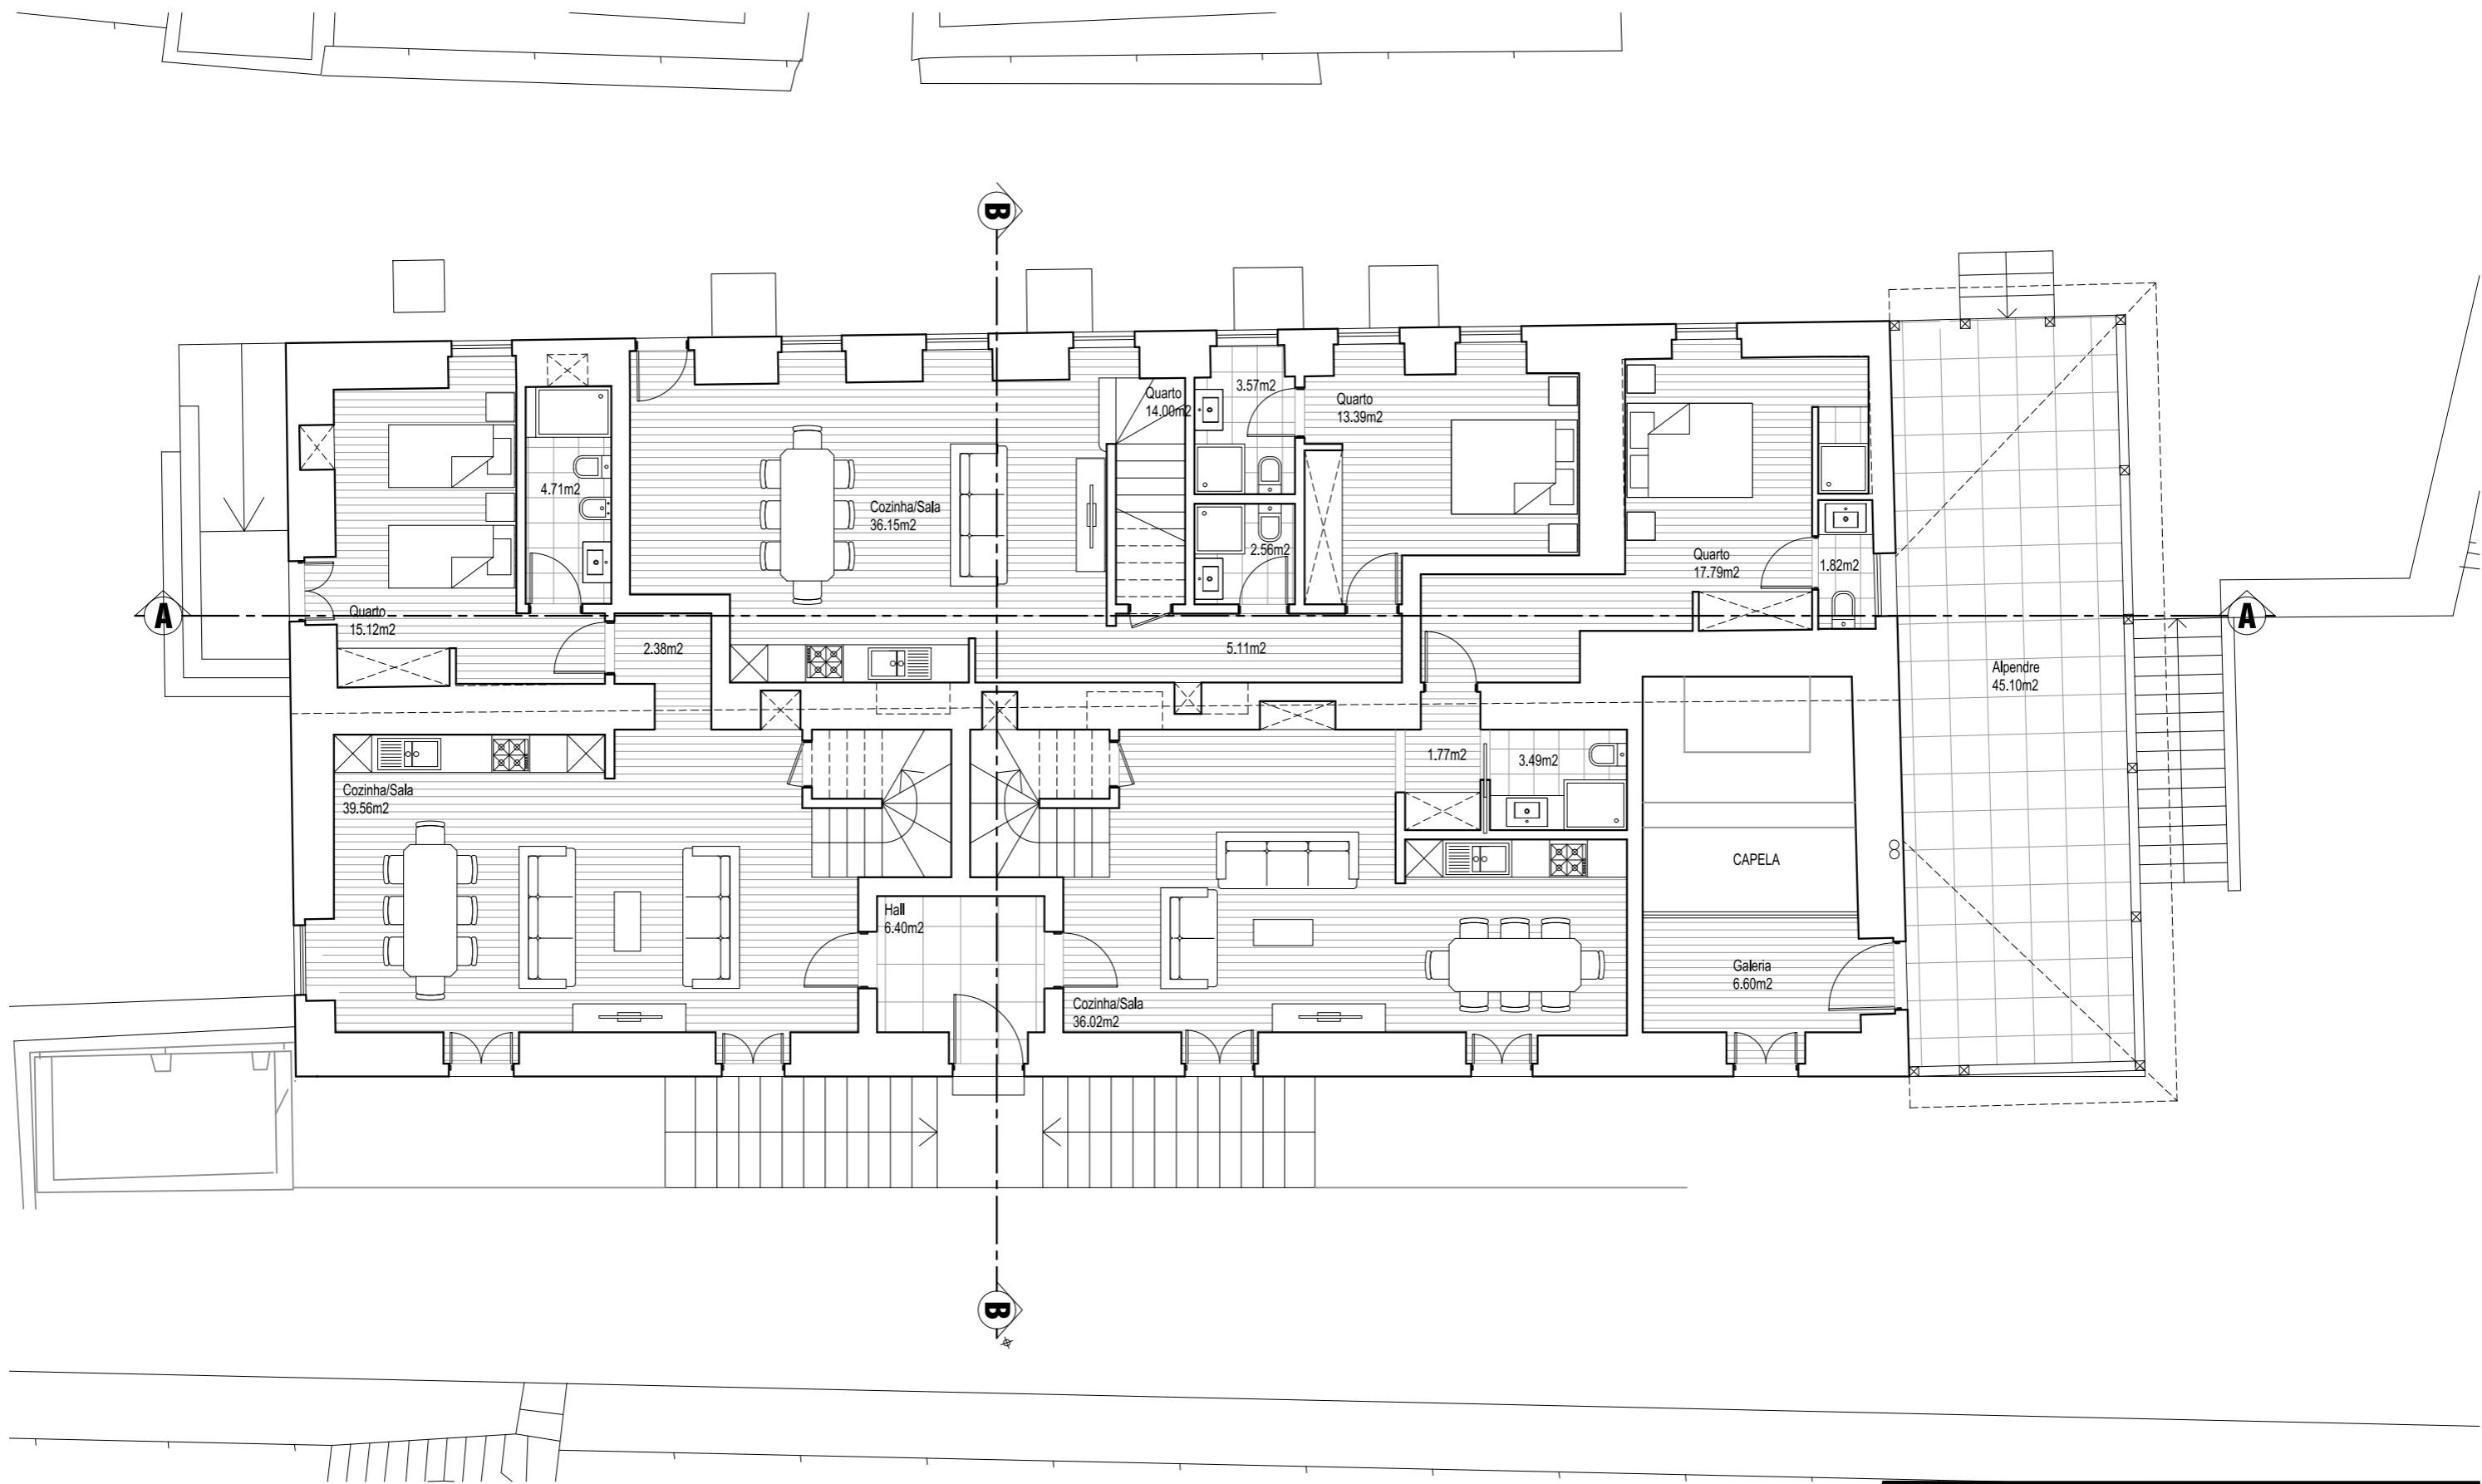 B
Quarto
14.00m2
3.57m2
Quarto
13.39m2
4.71m2
Cozinha/Sala
36.15m2
2.56m2
Quarto
17.79m2
1.82m2
A
Quarto
15.12m2
A
2.38m2
5.11m2
Alpendre
45.10m2
1.77m2
3.49m2
Cozinha/Sala
39.56m2
CAPELA
Hall
6.40m2
Galeria
6.60m2
Cozinha/Sala
36.02m2
B